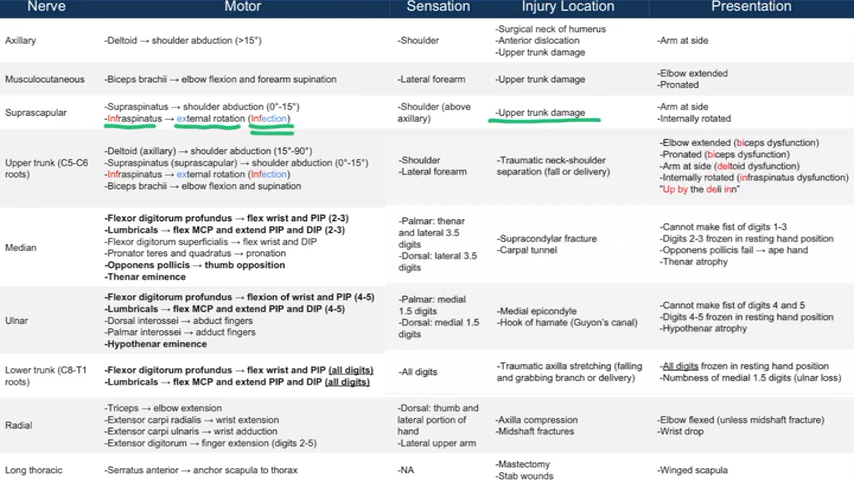 Nerve Motor Sensation Injury Location Presentation
Axillary
-Deltoid → shoulder abduction (>15°)
-Shoulder
-Surgical neck of humerus
-Anterior dislocation
-Upper trunk damage
-Arm at side
Musculocutaneous
-Biceps brachii → elbow flexion and forearm supination
-Lateral forearm
-Upper trunk damage
-Elbow extended
-Pronated
Suprascapular
-Supraspinatus → shoulder abduction (0°-15°)
-Infraspinatus → external rotation (Infection)
-Shoulder (above
axillary)
-Upper trunk damage
-Arm at side
-Internally rotated
Upper trunk (C5-C6
roots)
-Deltoid (axillary) → shoulder abduction (15°-90°)
-Supraspinatus (suprascapular) → shoulder abduction (0°-15°)
-Infraspinatus → external rotation (Infection)
-Biceps brachii → elbow flexion and supination
-Shoulder
-Lateral forearm
-Traumatic neck-shoulder
separation (fall or delivery)
-Elbow extended (biceps dysfunction)
-Pronated (biceps dysfunction)
-Arm at side (deltoid dysfunction)
-Internally rotated (infraspinatus dysfunction)
"Up by the deli inn"
Median
-Flexor digitorum profundus → flex wrist and PIP (2-3)
-Lumbricals → flex MCP and extend PIP and DIP (2-3)
-Flexor digitorum superficialis → flex wrist and DIP
-Pronator teres and quadratus → pronation
-Opponens pollicis → thumb opposition
-Thenar eminence
-Palmar: thenar
and lateral 3.5
digits
-Dorsal: lateral 3.5
digits
-Supracondylar fracture
-Carpal tunnel
-Cannot make fist of digits 1-3
-Digits 2-3 frozen in resting hand position
-Opponens pollicis fail → ape hand
-Thenar atrophy
Ulnar
-Flexor digitorum profundus → flexion of wrist and PIP (4-5)
-Lumbricals → flex MCP and extend PIP and DIP (4-5)
-Dorsal interossei → abduct fingers
-Palmar interossei → adduct fingers
-Hypothenar eminence
-Palmar: medial
1.5 digits
-Dorsal: medial 1.5
digits
-Medial epicondyle
-Hook of hamate (Guyon's canal)
-Cannot make fist of digits 4 and 5
-Digits 4-5 frozen in resting hand position
-Hypothenar atrophy
Lower trunk (C8-T1
roots)
-Flexor digitorum profundus → flex wrist and PIP (all digits)
-Lumbricals → flex MCP and extend PIP and DIP (all digits)
-All digits
-Traumatic axilla stretching (falling
and grabbing branch or delivery)
-All digits frozen in resting hand position
-Numbness of medial 1.5 digits (ulnar loss)
Radial
-Triceps → elbow extension
-Extensor carpi radialis → wrist extension
-Extensor carpi ulnaris → wrist adduction
-Extensor digitorum → finger extension (digits 2-5)
-Dorsal: thumb and
lateral portion of
hand
-Lateral upper arm
-Axilla compression
-Midshaft fractures
-Elbow flexed (unless midshaft fracture)
-Wrist drop
Long thoracic
-Serratus anterior → anchor scapula to thorax
-NA
-Mastectomy
-Stab wounds
-Winged scapula